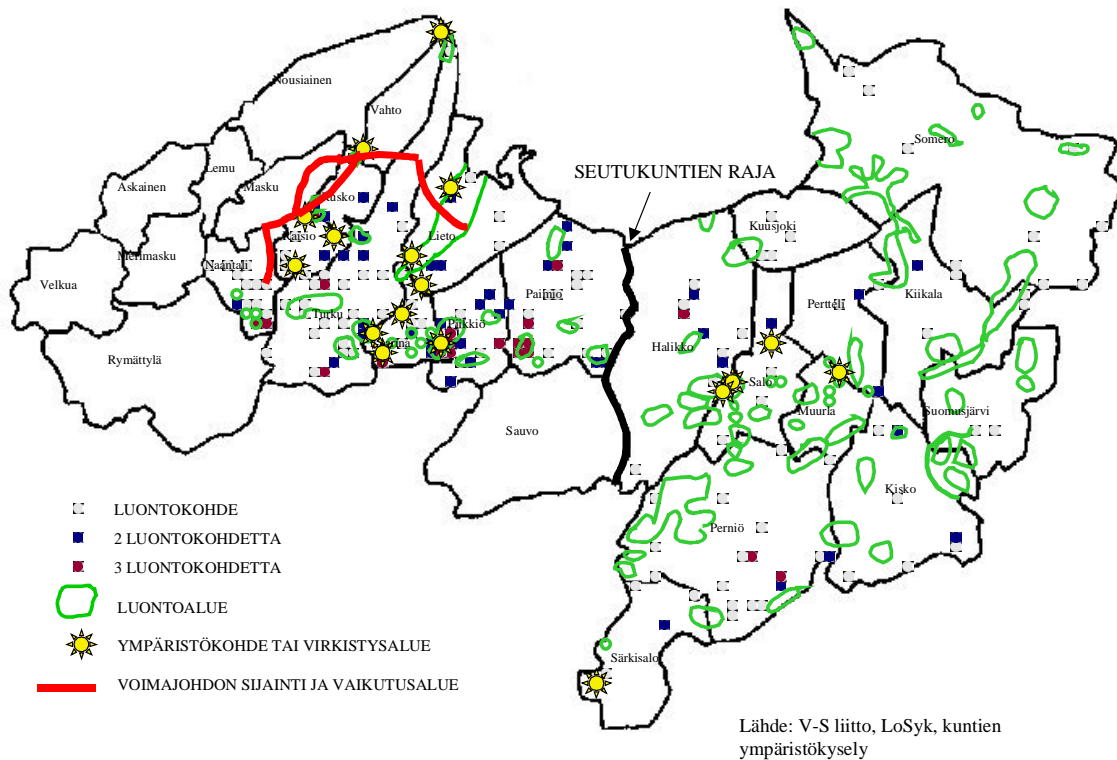 Nousiainen
Vahto
Somero
Lemu
SEUTUKUNTIEN RAJA
Askainen
Masku
Rusko
Kuusjoki
Raisio
Lieto
Merimasku
Naantali
Velkua
Paimio
Pertteli
Kiikala
Turku
Piikkiö
Kaarina
Rymättylä
Halikko
Salo
Sauvo
Muurla
Suomusjärvi
Kisko
Perniö
LUONTOKOHDE
2 LUONTOKOHDETTA
3 LUONTOKOHDETTA
LUONTOALUE
YMPÄRISTÖKOHDE TAI VIRKISTYSALUE
Särkisalo
VOIMAJOHDON SIJAINTI JA VAIKUTUSALUE
Lähde: V-S liitto, LoSyk, kuntien
ympäristökysely